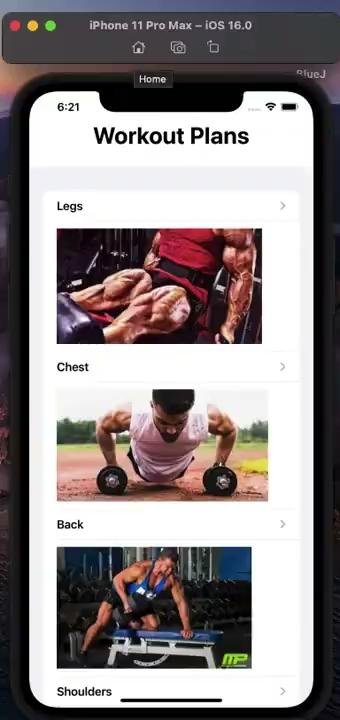 iPhone 11 Pro Max – iOS 16.0
Home
BlueJ
6:21
Workout Plans
Legs
Chest
Back
MP
Shoulders